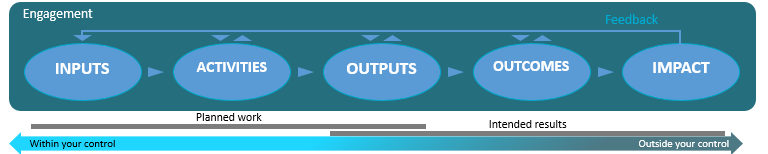 Engagement
Feedback
INPUTS
ACTIVITIES
OUTPUTS
OUTCOMES
IMPACT
Planned work
Intended results
Within your control
Outside your control